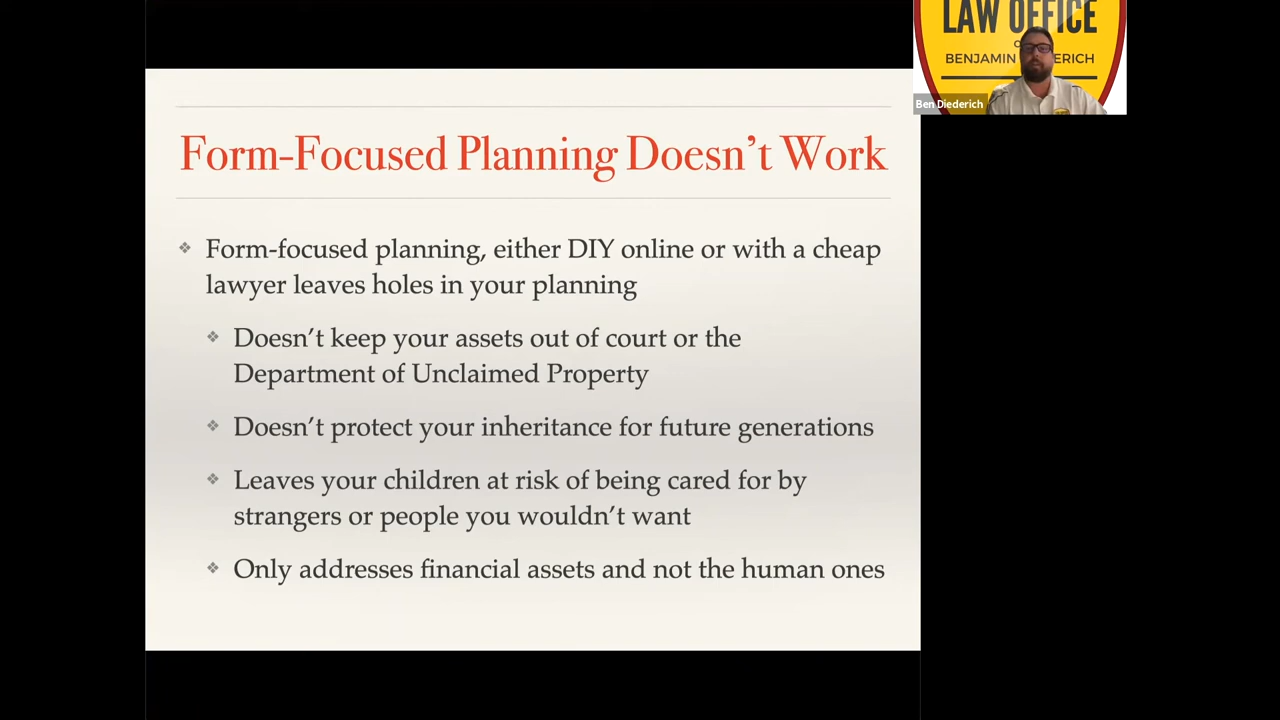 LAW OFFICE
BENJAMIN ERICH
Ben Diederich
Form-Focused Planning Doesn’t Work
❖ Form-focused planning, either DIY online or with a cheap
lawyer leaves holes in your planning
❖ Doesn’t keep your assets out of court or the
Department of Unclaimed Property
❖ Doesn’t protect your inheritance for future generations
❖ Leaves your children at risk of being cared for by
strangers or people you wouldn’t want
❖ Only addresses financial assets and not the human ones